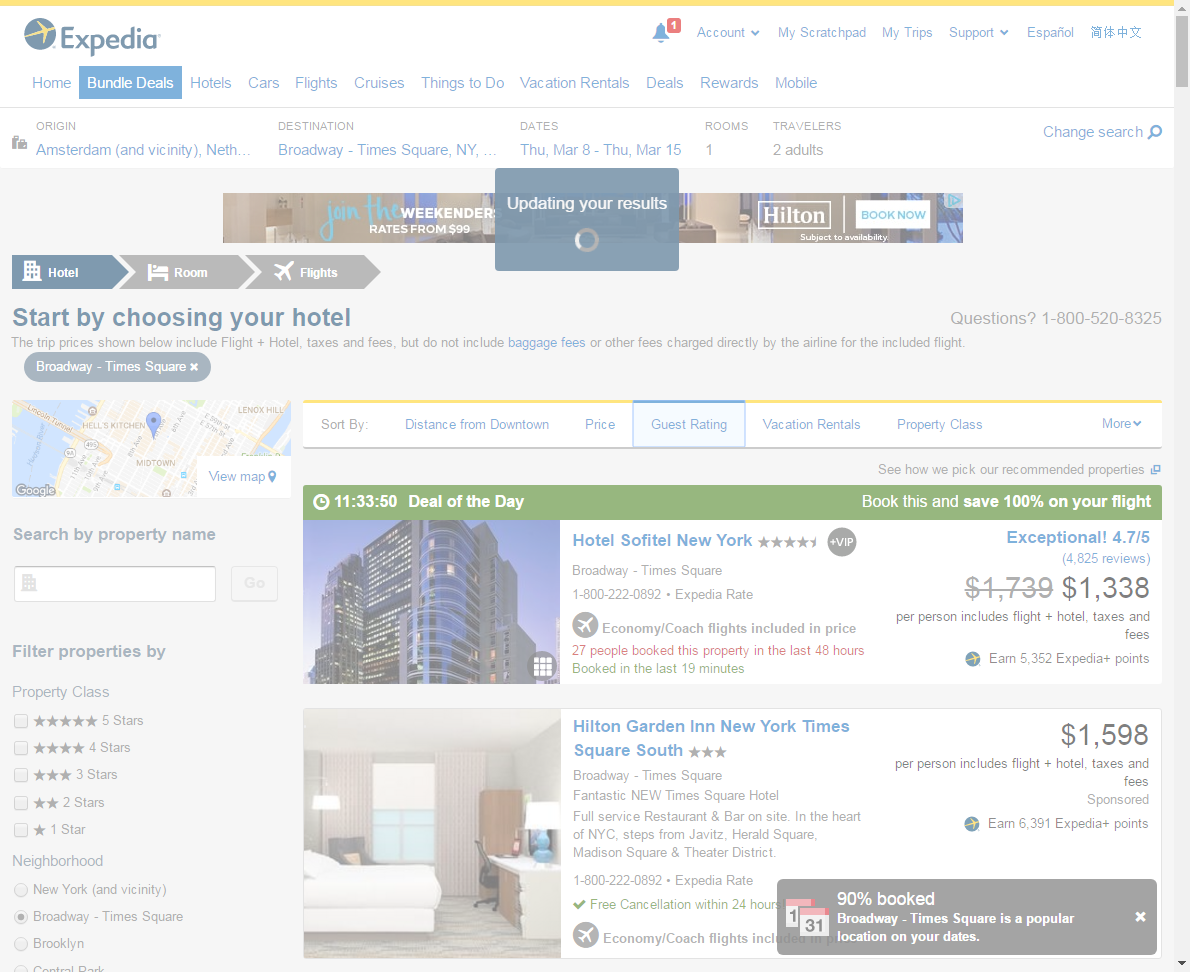 Expedia
1
Account
My Scratchpad
My Trips
Support
Español
简体中文
Home
Bundle Deals
Hotels
Cars
Flights
Cruises
Things to Do
Vacation Rentals
Deals
Rewards
Mobile
ORIGIN
Amsterdam (and vicinity), Neth...
DESTINATION
Broadway - Times Square, NY, ...
DATES
Thu, Mar 8 - Thu, Mar 15
ROOMS
1
TRAVELERS
2 adults
Change search
join the WEEKENDERS
RATES FROM $99
Updating your results
Hilton
BOOK NOW
Subject to availability.
Hotel
Room
Flights
Start by choosing your hotel
Questions? 1-800-520-8325
The trip prices shown below include Flight + Hotel, taxes and fees, but do not include baggage fees or other fees charged directly by the airline for the included flight.
Broadway - Times Square
LENOX HILL
Lincoln Tunnel
HELL'S KITCHEN
E 57th St
495
9A
MIDTOWN
Google
View map
Search by property name
Go
Filter properties by
Property Class
5 Stars
4 Stars
3 Stars
2 Stars
1 Star
Neighborhood
New York (and vicinity)
Broadway - Times Square
Brooklyn
Central Park
Sort By:
Distance from Downtown
Price
Guest Rating
Vacation Rentals
Property Class
More
See how we pick our recommended properties
11:33:50 Deal of the Day
Book this and save 100% on your flight
Hotel Sofitel New York
+VIP
Broadway - Times Square
1-800-222-0892 • Expedia Rate
Economy/Coach flights included in price
27 people booked this property in the last 48 hours
Booked in the last 19 minutes
Exceptional! 4.7/5
(4,825 reviews)
$1,739 $1,338
per person includes flight + hotel, taxes and
fees
Earn 5,352 Expedia+ points
Hilton Garden Inn New York Times
Square South
Broadway - Times Square
Fantastic NEW Times Square Hotel
Full service Restaurant & Bar on site. In the heart
of NYC, steps from Javitz, Herald Square,
Madison Square & Theater District.
1-800-222-0892 • Expedia Rate
Free Cancellation within 24 hours
Economy/Coach flights included in price
$1,598
per person includes flight + hotel, taxes and
fees
Sponsored
Earn 6,391 Expedia+ points
1
31
90% booked
Broadway - Times Square is a popular
location on your dates.